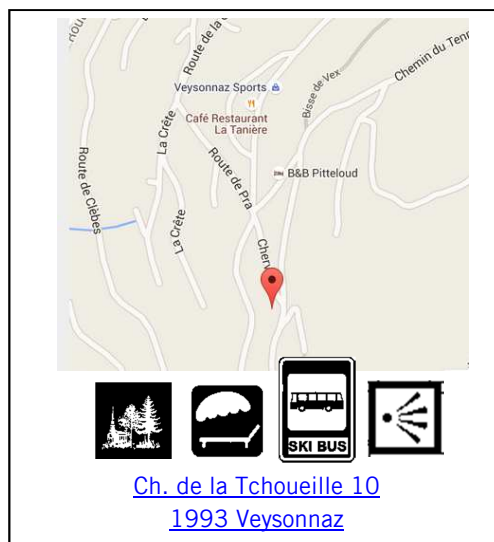 Route de la
Chemin du Tenn
Veysonnaz Sports
Bisse de Vex
Café Restaurant
La Tanière
La Crête
Route de Clèbes
Route de Pra
B&B Pitteloud
La Crête
SKI BUS
Ch. de la Tchoueille 10
1993 Veysonnaz